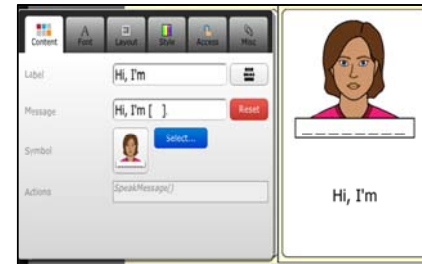 Content Font Layout Style Access Misc
Label Hi, I'm
Message Hi, I'm [ ]. Reset
Symbol Select...
Actions SpeakMessage()
Hi, I'm